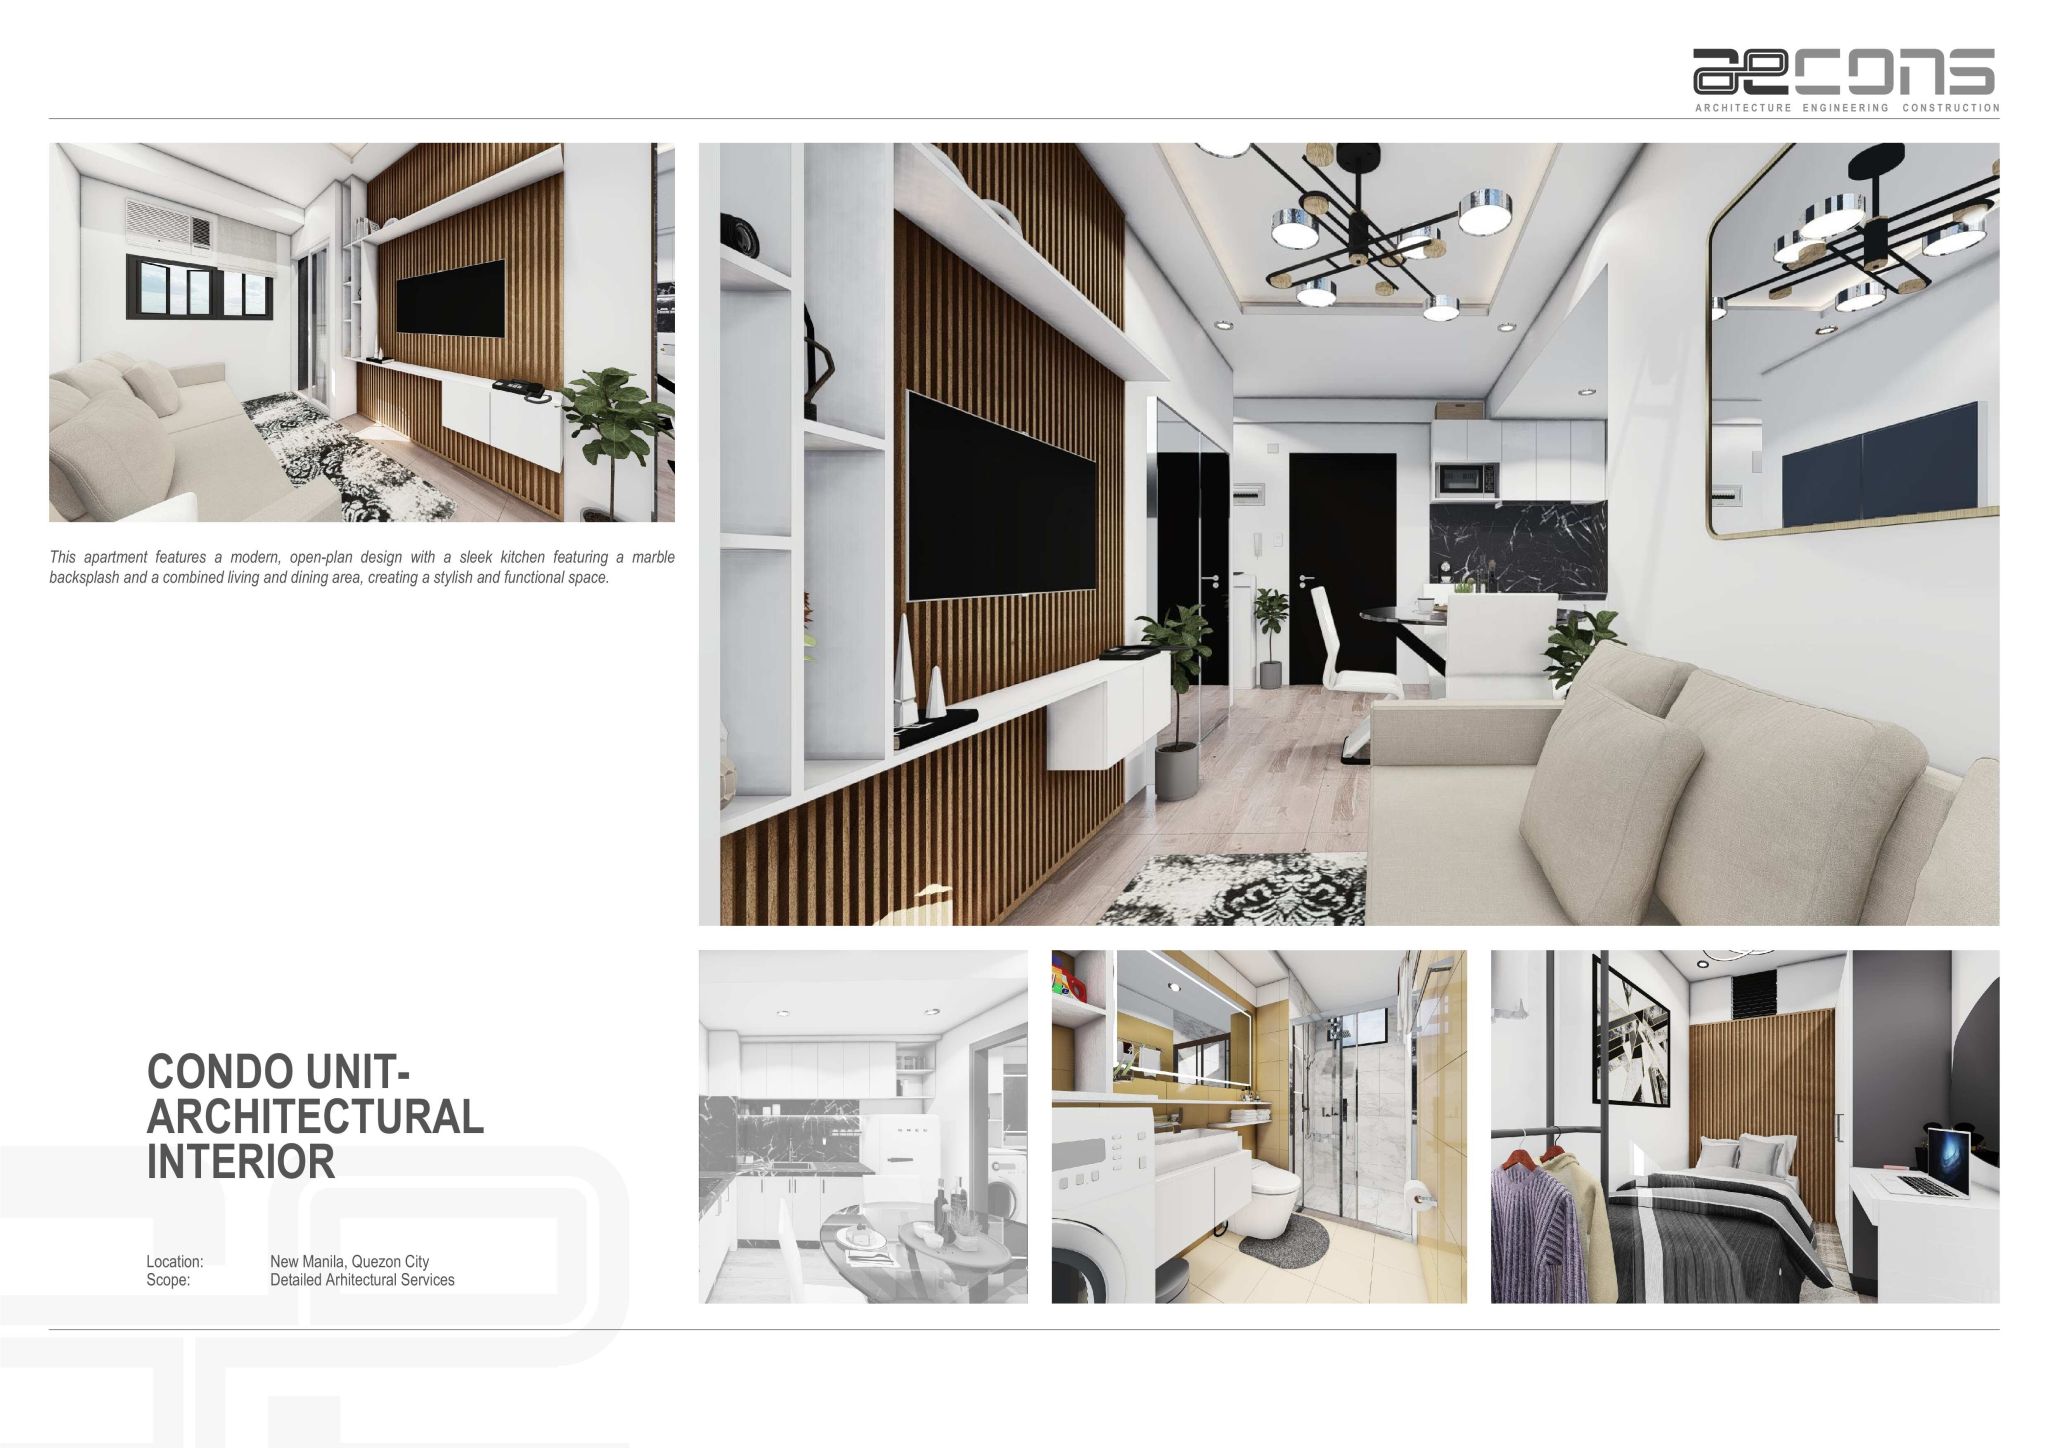 aecons
ARCHITECTURE ENGINEERING CONSTRUCTION
This apartment features a modern, open-plan design with a sleek kitchen featuring a marble
backsplash and a combined living and dining area, creating a stylish and functional space.
CONDO UNIT-
ARCHITECTURAL
INTERIOR
Location: New Manila, Quezon City
Scope: Detailed Arhitectural Services
SMEG